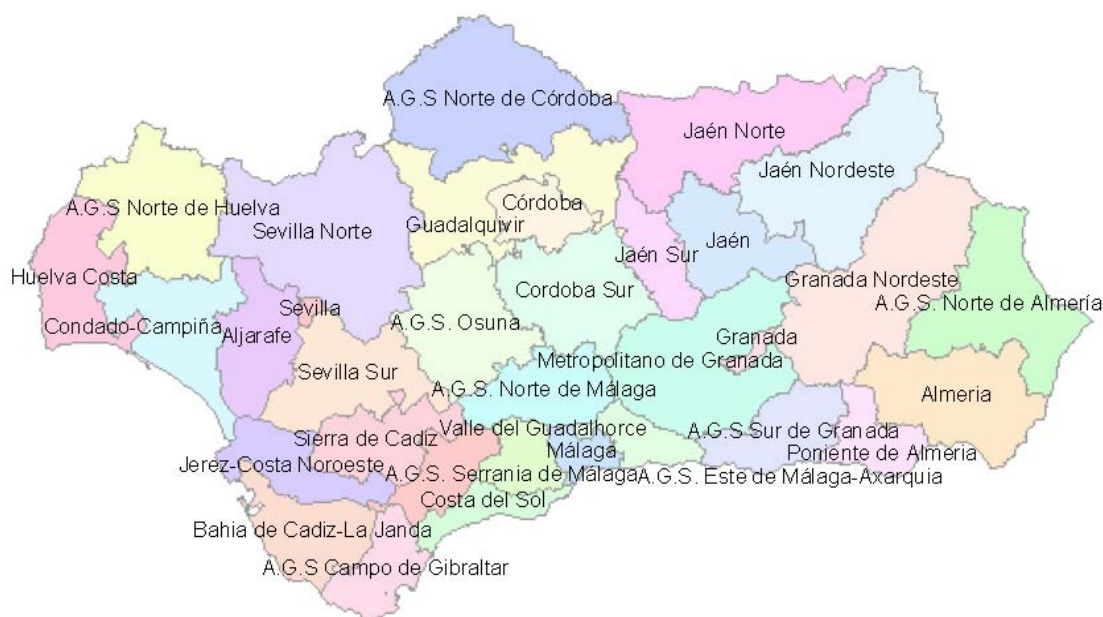 A.G.S Norte de Córdoba
Jaén Norte
Jaén Nordeste
A.G.S Norte de Huelva
Córdoba
Guadalquivir
Sevilla Norte
Jaén
Jaén Sur
Huelva Costa
Granada Nordeste
Cordoba Sur
A.G.S. Norte de Almería
Sevilla
Condado-Campiña
Aljarafe
A.G.S. Osuna
Granada
Metropolitano de Granada
Sevilla Sur
A.G.S. Norte de Málaga
Almeria
Valle del Guadalhorce
A.G.S Sur de Granada
Sierra de Cadiz
Málaga
Poniente de Almeria
Jerez-Costa Noroeste
A.G.S. Serrania de Málaga
A.G.S. Este de Málaga-Axarquia
Costa del Sol
Bahia de Cadiz-La Janda
A.G.S Campo de Gibraltar